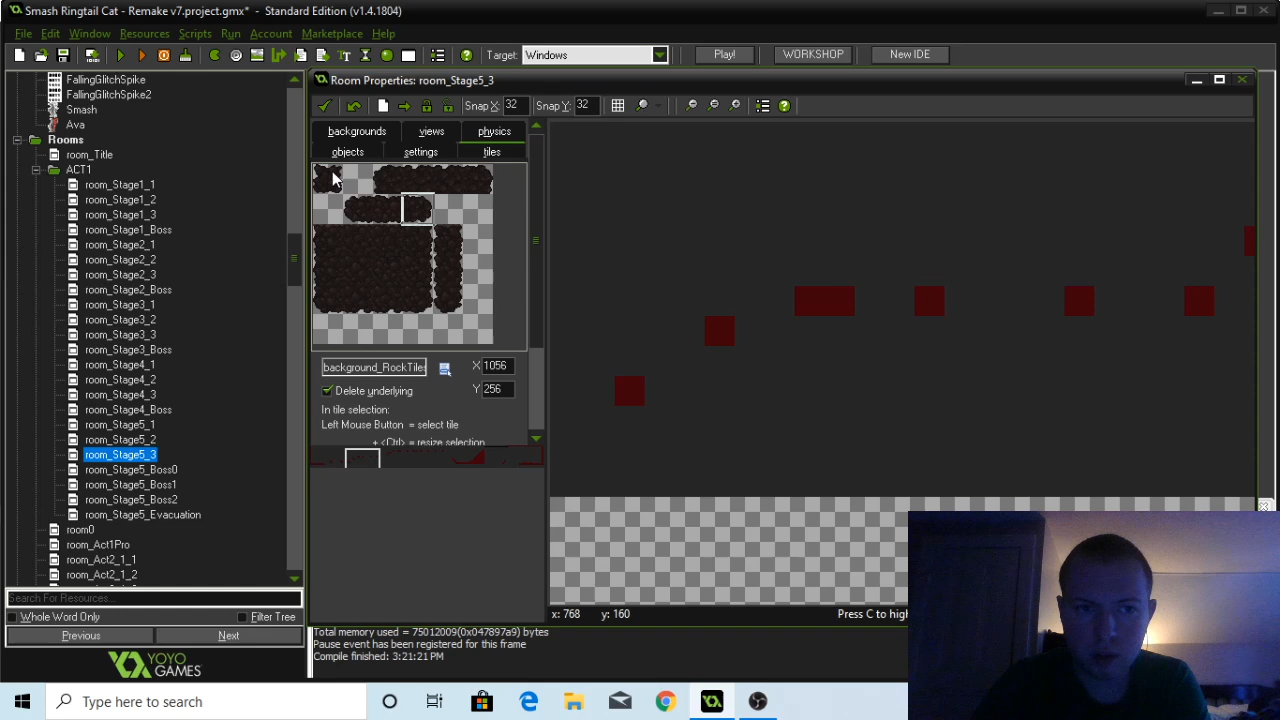 Smash Ringtail Cat - Remake v7.project.gmx* - Standard Edition (v1.4.1804)
File Edit Window Resources Scripts Run Account Marketplace Help
Target: Windows Play! WORKSHOP New IDE
FallingGlitchSpike
FallingGlitchSpike2
Smash
Ava
Rooms
room_Title
ACT1
room_Stage1_1
room_Stage1_2
room_Stage1_3
room_Stage1_Boss
room_Stage2_1
room_Stage2_2
room_Stage2_3
room_Stage2_Boss
room_Stage3_1
room_Stage3_2
room_Stage3_3
room_Stage3_Boss
room_Stage4_1
room_Stage4_2
room_Stage4_3
room_Stage4_Boss
room_Stage5_1
room_Stage5_2
room_Stage5_3
room_Stage5_Boss0
room_Stage5_Boss1
room_Stage5_Boss2
room_Stage5_Evacuation
room0
room_Act1Pro
room_Act2_1_1
room_Act2_1_2
Search For Resources...
Whole Word Only Filter Tree
Previous Next
YOYO GAMES
Room Properties: room_Stage5_3
Snap X: 32 Snap Y: 32
backgrounds views physics
objects settings tiles
background_RockTiles X 1056
Delete underlying Y 256
In tile selection:
Left Mouse Button = select tile
+ <Ctrl> = resize selection
x: 768 y: 160 Press C to high
Total memory used = 75012009(0x047897a9) bytes
Pause event has been registered for this frame
Compile finished: 3:21:21 PM
Type here to search